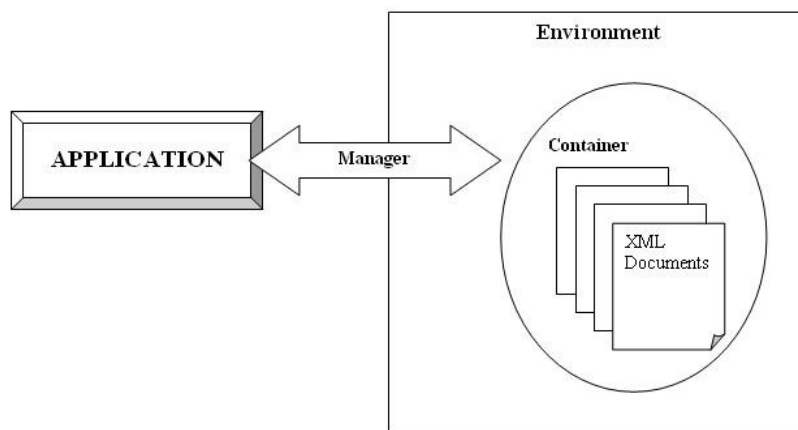 Environment
APPLICATION
Manager
Container
XML
Documents